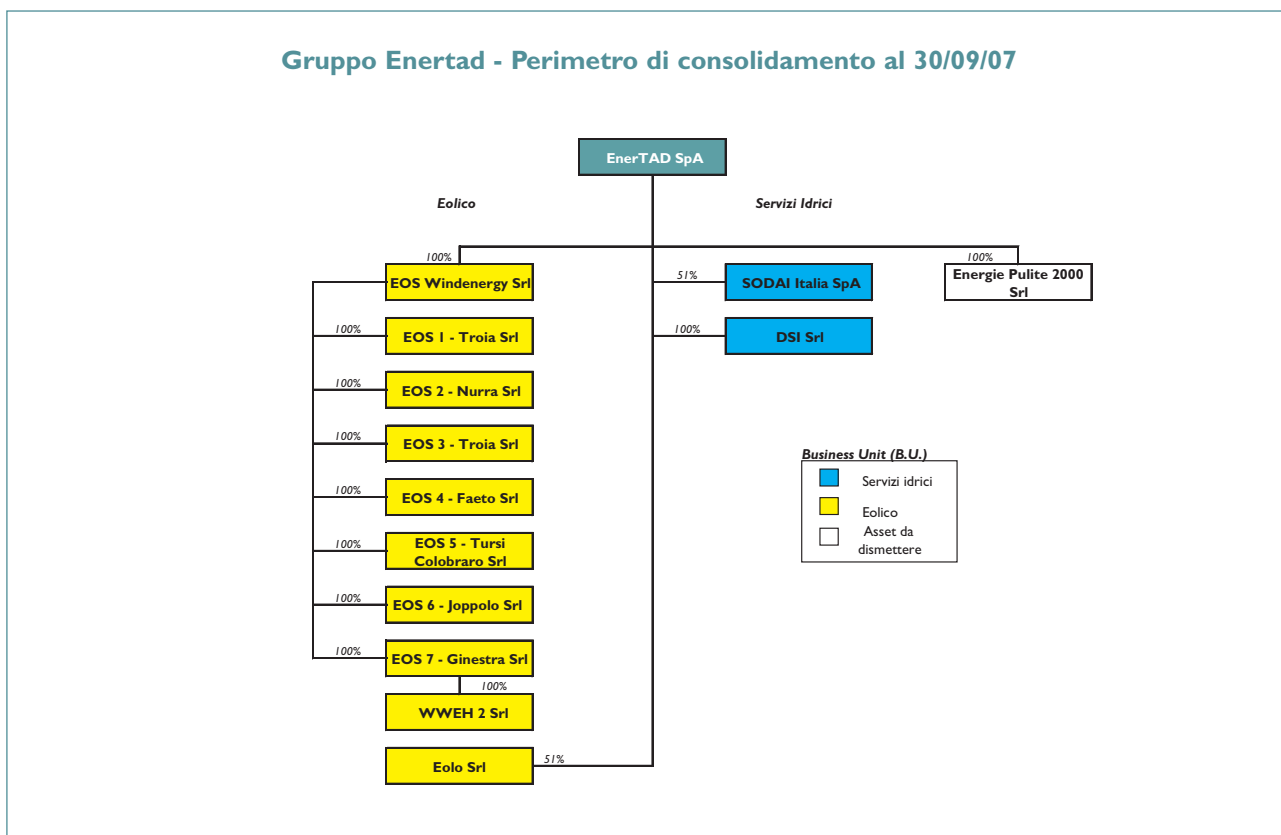 Gruppo Enertad - Perimetro di consolidamento al 30/09/07
EnerTAD SpA
Eolico
Servizi Idrici
100%
EOS Windenergy Srl
51%
SODAI Italia SpA
100%
Energie Pulite 2000
Srl
100%
EOS 1 - Troia Srl
100%
DSI Srl
100%
EOS 2 - Nurra Srl
100%
EOS 3 - Troia Srl
100%
EOS 4 - Faeto Srl
100%
EOS 5 - Tursi
Colobraro Srl
100%
EOS 6 - Joppolo Srl
100%
EOS 7 - Ginestra Srl
100%
WWEH 2 Srl
Eolo Srl
51%
Business Unit (B.U.)
Servizi idrici
Eolico
Asset da
dismettere